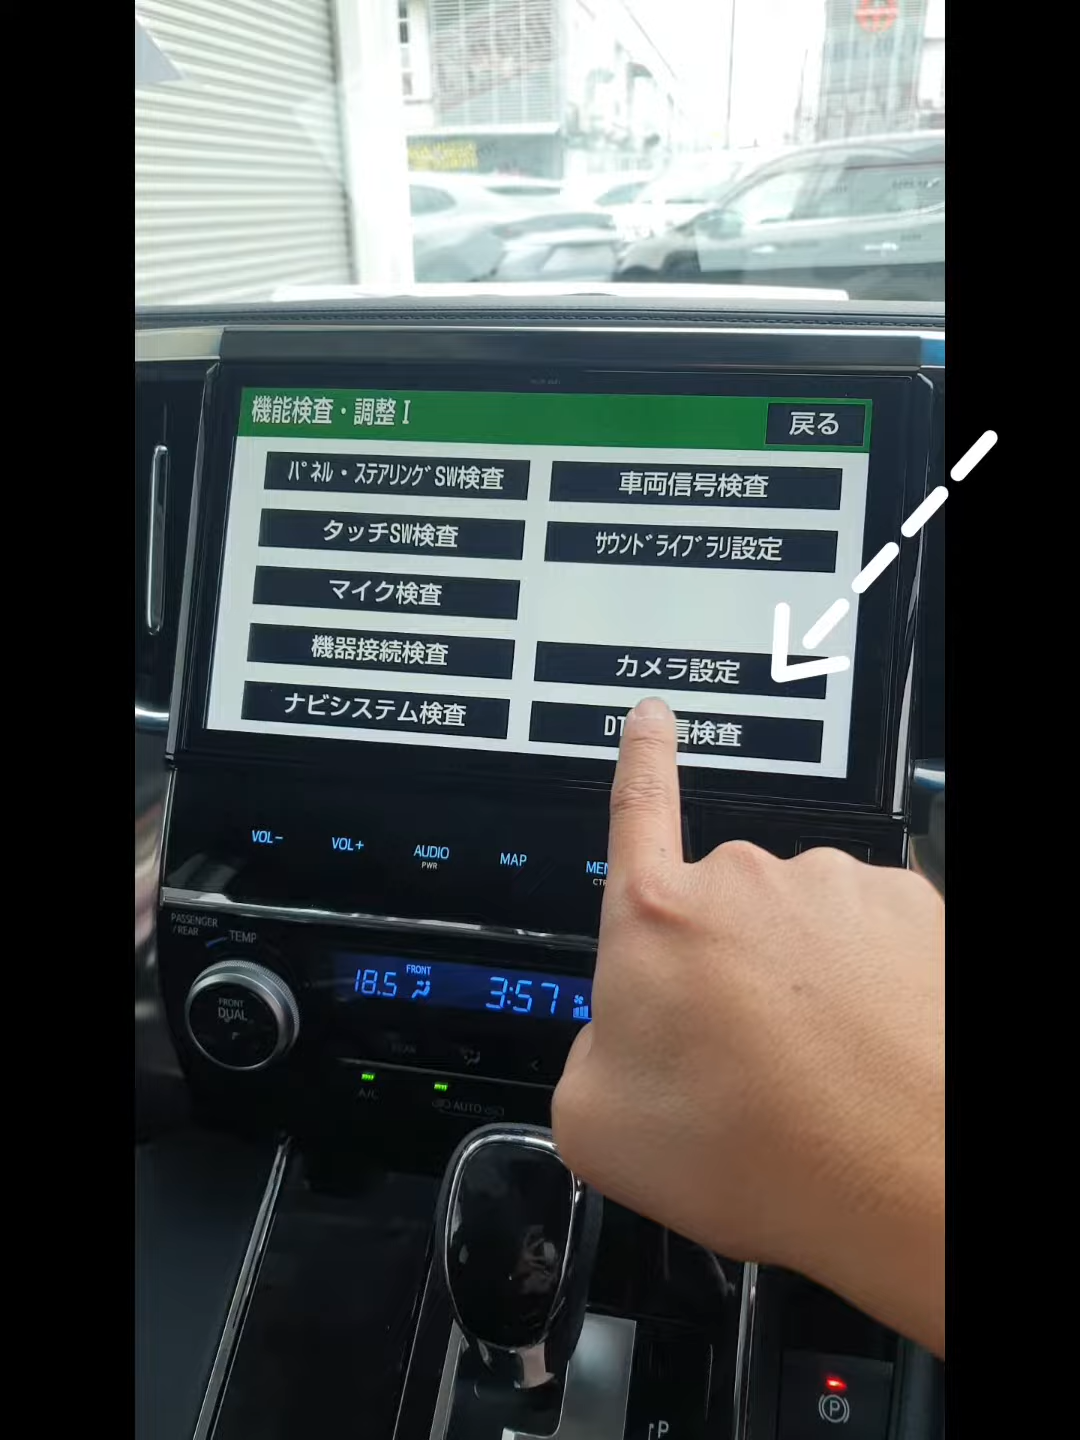 機能検査・調整Ⅰ
戻る
パネル・ステアリングSW検査
車両信号検査
タッチSW検査
サウンドライブラリ設定
マイク検査
機器接続検査
カメラ設定
ナビシステム検査
DT 信検査
VOL-
VOL+
AUDIO
PWR
MAP
PASSENGER
/REAR
TEMP
FRONT
DUAL
18.5
FRONT
3:57
REAR
A/C
AUTO
P
P